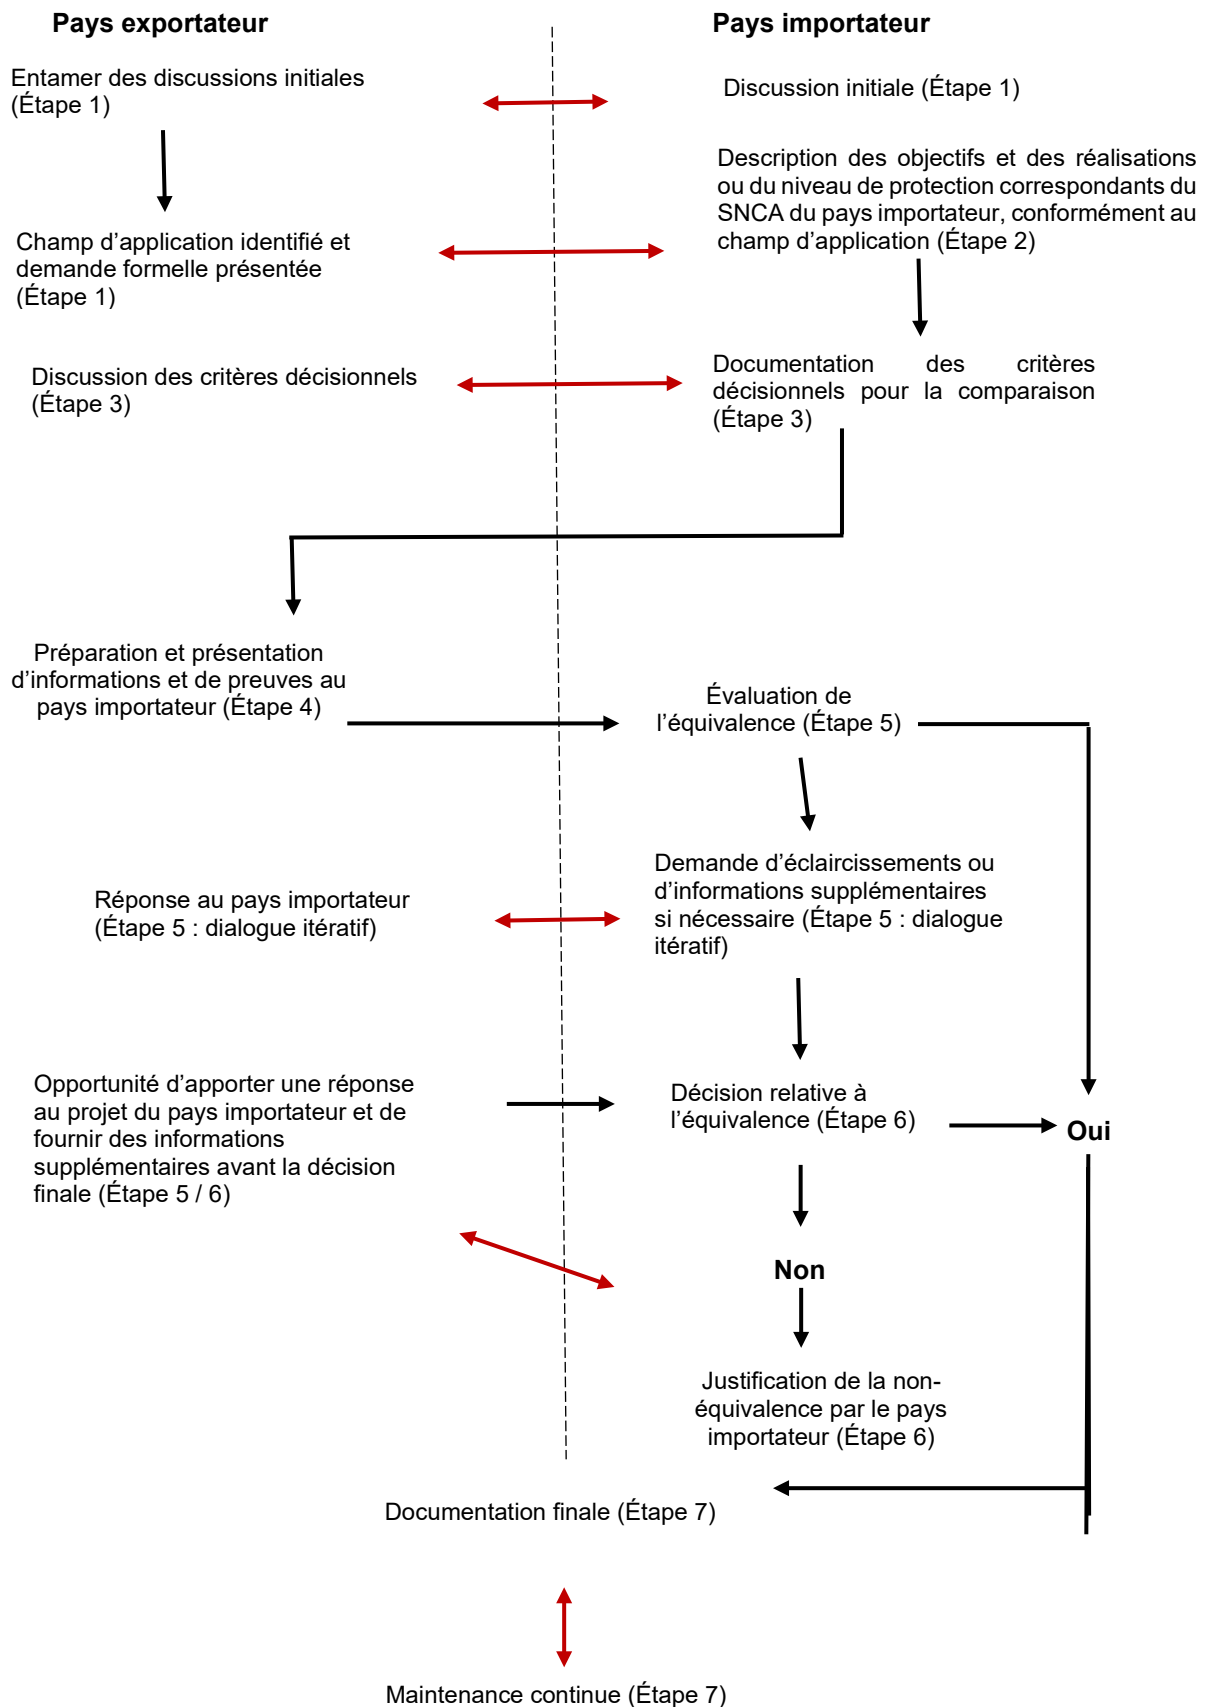 Pays exportateur
Pays importateur
Entamer des discussions initiales
(Étape 1)
Discussion initiale (Étape 1)
Description des objectifs et des réalisations
ou du niveau de protection correspondants du
SNCA du pays importateur, conformément au
champ d’application (Étape 2)
Champ d’application identifié et
demande formelle présentée
(Étape 1)
Discussion des critères décisionnels
(Étape 3)
Documentation des critères
décisionnels pour la comparaison
(Étape 3)
Préparation et présentation
d’informations et de preuves au
pays importateur (Étape 4)
Évaluation de
l’équivalence (Étape 5)
Réponse au pays importateur
(Étape 5 : dialogue itératif)
Demande d’éclaircissements ou
d’informations supplémentaires
si nécessaire (Étape 5 : dialogue
itératif)
Opportunité d’apporter une réponse
au projet du pays importateur et de
fournir des informations
supplémentaires avant la décision
finale (Étape 5 / 6)
Décision relative à
l’équivalence (Étape 6)
Oui
Non
Justification de la non-
équivalence par le pays
importateur (Étape 6)
Documentation finale (Étape 7)
Maintenance continue (Étape 7)